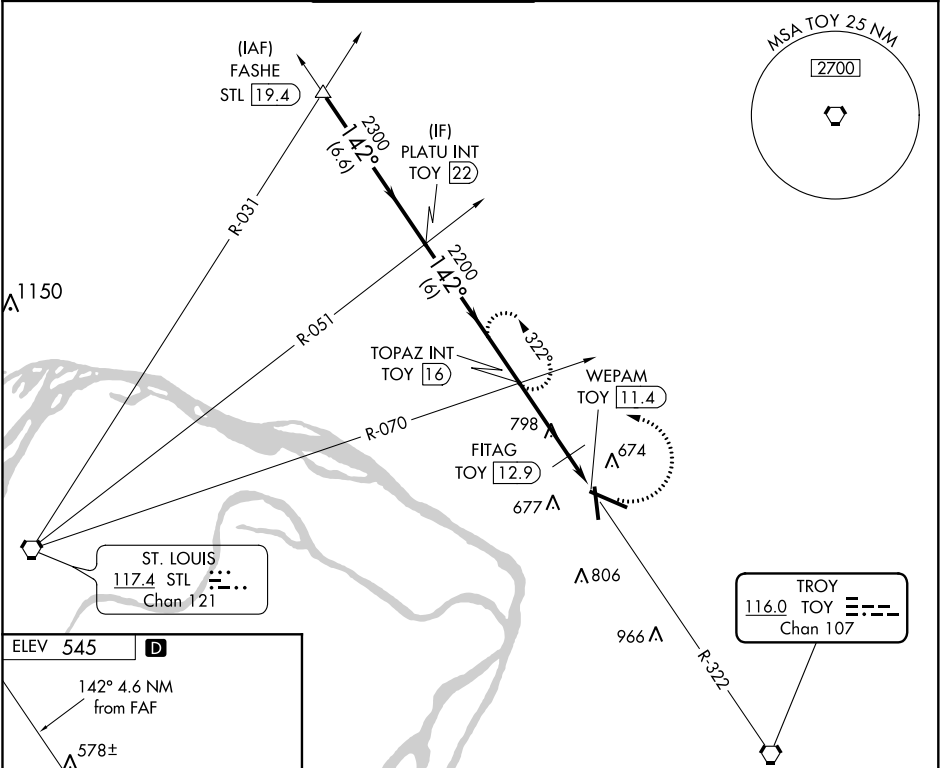 MSA TOY 25 NM
2700
(IAF)
FASHE
STL 19.4
2300
142°
(6.6)
(IF)
PLATU INT
TOY 22
R-031
2200
142°
(6)
1150
R-051
322°
TOPAZ INT
TOY 16
WEPAM
TOY 11.4
R-070
798
FITAG
TOY 12.9
674
677
ST. LOUIS
117.4 STL
Chan 121
806
TROY
116.0 TOY
Chan 107
966
R-322
ELEV 545 D
142° 4.6 NM
from FAF
578±